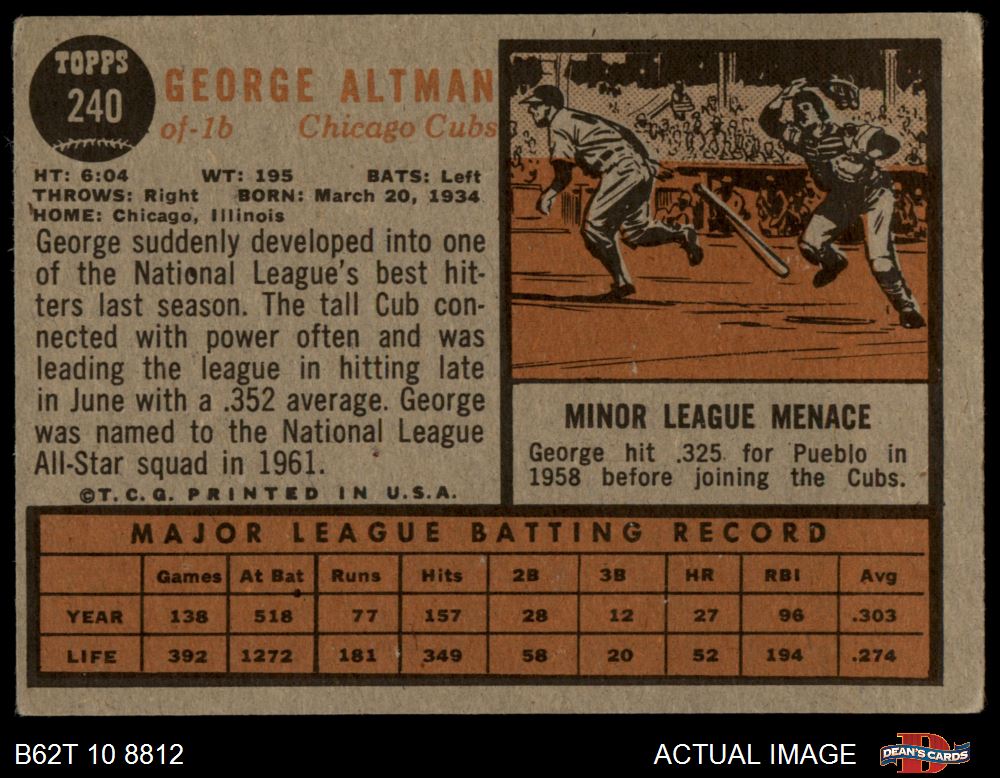 TOPPS
240
GEORGE ALTMAN
of-1b Chicago Cubs
HT: 6:04 WT: 195 BATS: Left
THROWS: Right BORN: March 20, 1934
HOME: Chicago, Illinois
George suddenly developed into one
of the National League's best hit-
ters last season. The tall Cub con-
nected with power often and was
leading the league in hitting late
in June with a .352 average. George
was named to the National League
All-Star squad in 1961.
©T.C.G. PRINTED IN U.S.A.
MINOR LEAGUE MENACE
George hit .325 for Pueblo in
1958 before joining the Cubs.
MAJOR LEAGUE BATTING RECORD
Games At Bat Runs Hits 2B 3B HR RBI Avg
YEAR 138 518 77 157 28 12 27 96 .303
LIFE 392 1272 181 349 58 20 52 194 .274
B62T 10 8812
ACTUAL IMAGE
D
DEAN'S CARDS